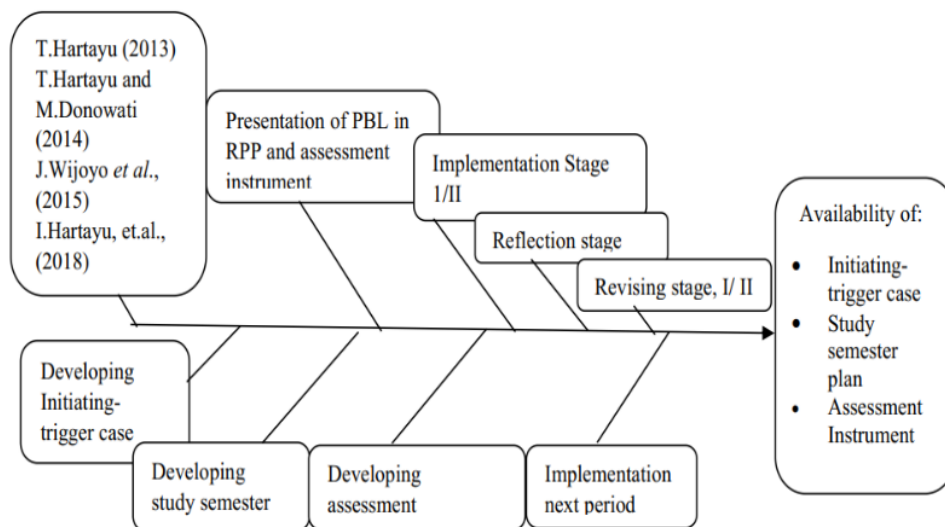 T.Hartayu (2013)
T.Hartayu and
M.Donowati
(2014)
J.Wijoyo et al.,
(2015)
I.Hartayu, et.al.,
(2018)
Presentation of PBL in
RPP and assessment
instrument
Implementation Stage
1/II
Reflection stage
Revising stage, I/ II
Availability of:
• Initiating-
trigger case
• Study
semester
plan
• Assessment
Instrument
Developing
Initiating-
trigger case
Developing
study semester
Developing
assessment
Implementation
next period